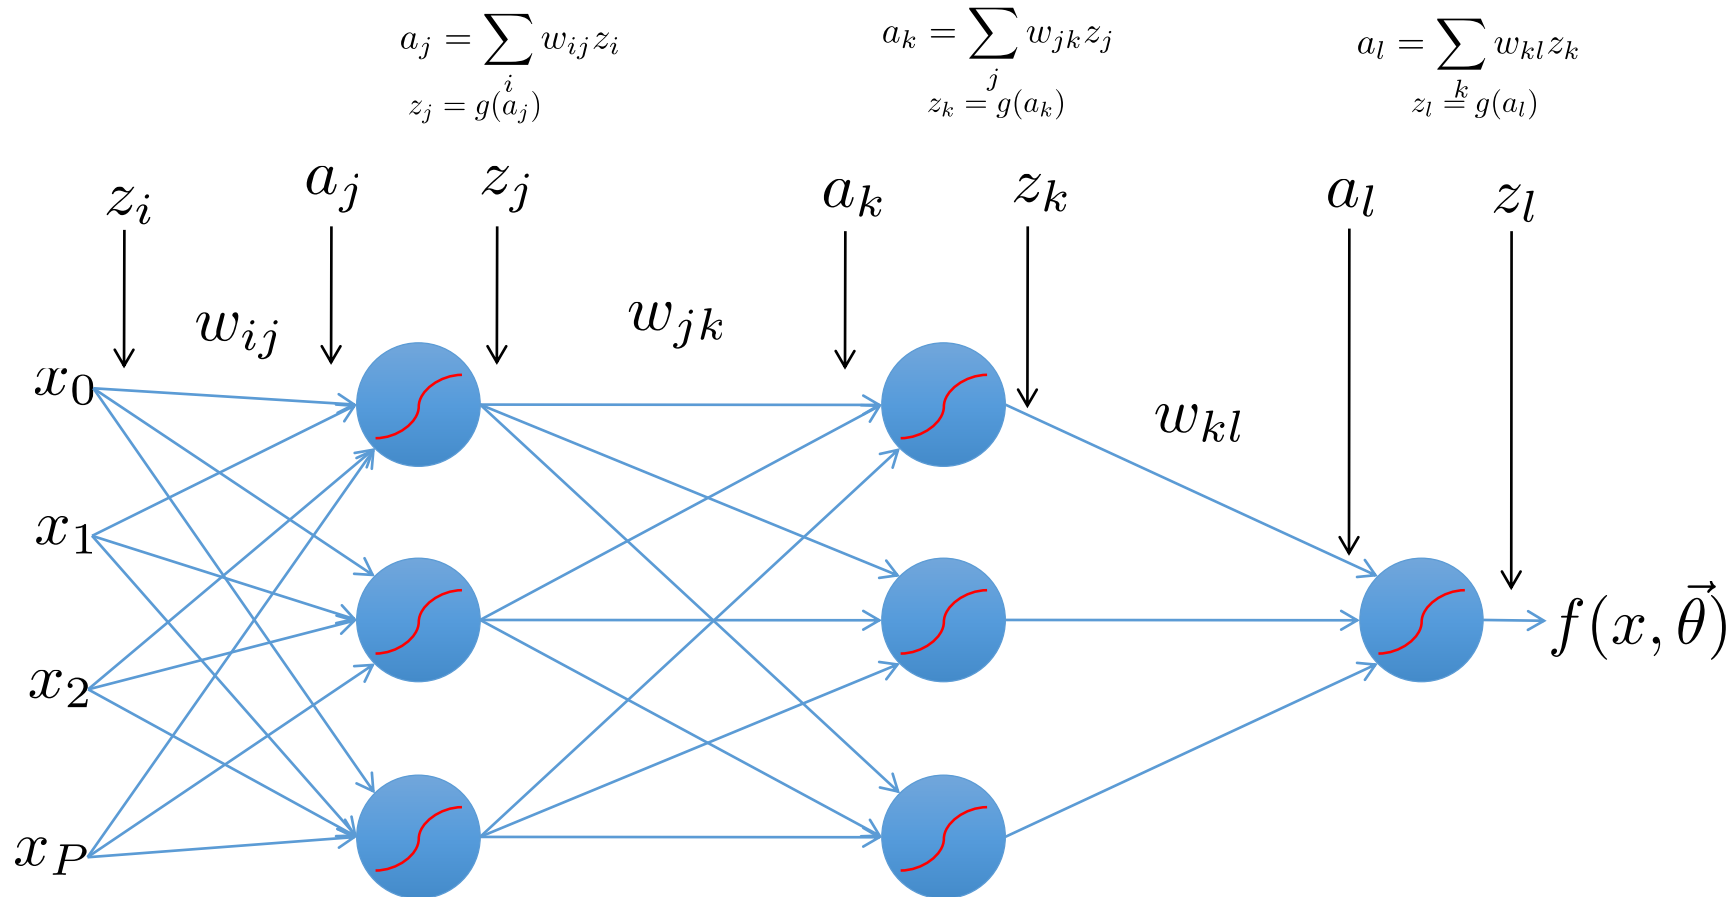 a_j = \sum_i w_{ij} z_i
z_j = g(a_j)
a_k = \sum_j w_{jk} z_j
z_k = g(a_k)
a_l = \sum_k w_{kl} z_k
z_l = g(a_l)
z_i
a_j
z_j
a_k
z_k
a_l
z_l
w_{ij}
w_{jk}
w_{kl}
x_0
x_1
x_2
x_P
f(x, \vec{\theta})